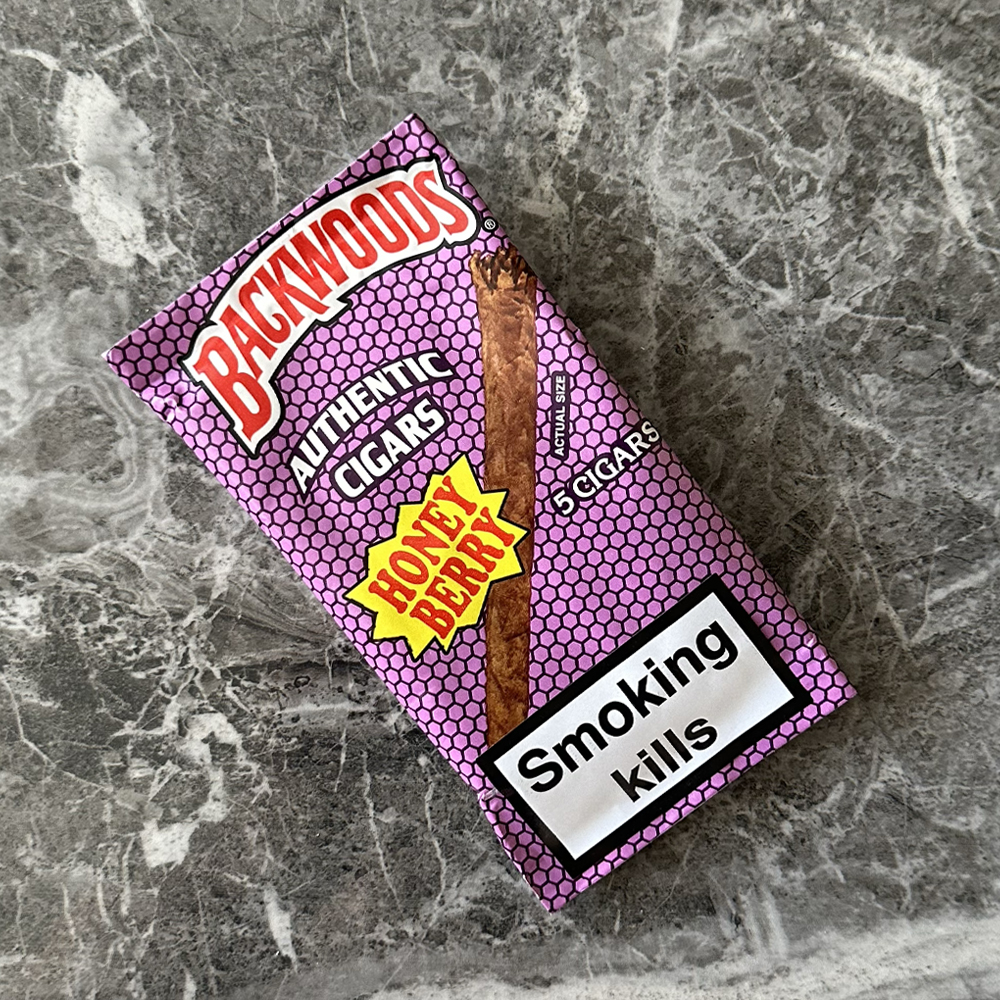 BACKWOODS®
AUTHENTIC
CIGARS
ACTUAL SIZE
5 CIGARS
HONEY
BERRY
Smoking
kills